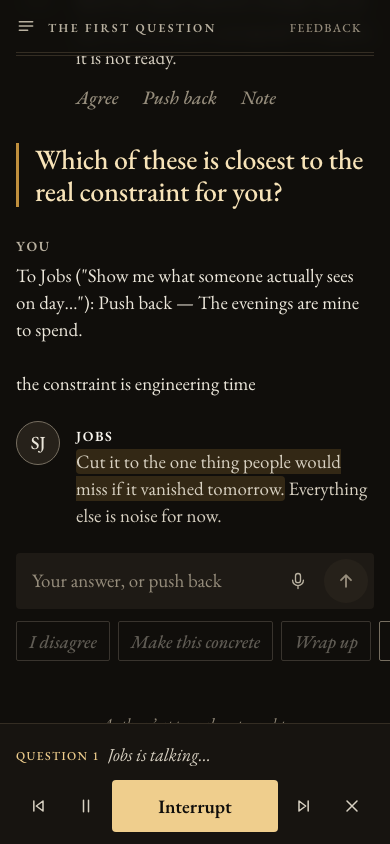 THE FIRST QUESTION
FEEDBACK
it is not ready.
Agree Push back Note
Which of these is closest to the
real constraint for you?
YOU
To Jobs ("Show me what someone actually sees
on day…"): Push back — The evenings are mine
to spend.
the constraint is engineering time
SJ
JOBS
Cut it to the one thing people would
miss if it vanished tomorrow. Everything
else is noise for now.
Your answer, or push back
I disagree
Make this concrete
Wrap up
QUESTION 1 Jobs is talking…
Interrupt